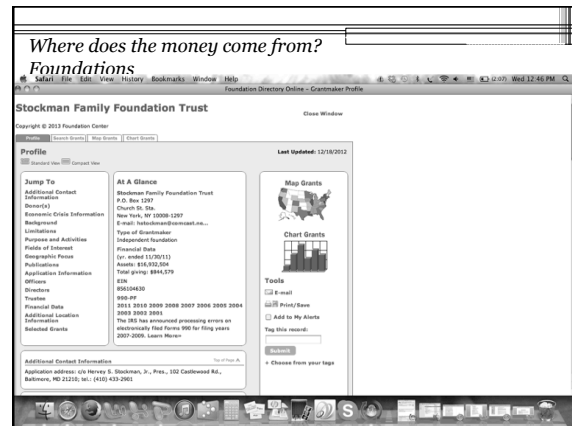 Where does the money come from?
Foundations
Safari File Edit View History Bookmarks Window Help (2:07) Wed 12:46 PM
Foundation Directory Online – Grantmaker Profile
Stockman Family Foundation Trust
Close Window
Copyright © 2013 Foundation Center
Profile Search Grants Map Grants Chart Grants
Profile
Last Updated: 12/18/2012
Standard View Compact View
Jump To
Additional Contact
Information
Donor(s)
Economic Crisis Information
Background
Limitations
Purpose and Activities
Fields of Interest
Geographic Focus
Publications
Application Information
Officers
Directors
Trustee
Financial Data
Additional Location
Information
Selected Grants
At A Glance
Stockman Family Foundation Trust
P.O. Box 1297
Church St. Sta.
New York, NY 10008-1297
E-mail: hstockman@comcast.ne...
Type of Grantmaker
Independent foundation
Financial Data
(yr. ended 11/30/11)
Assets: $16,932,504
Total giving: $844,579
EIN
856104630
990-PF
2011 2010 2009 2008 2007 2006 2005 2004
2003 2002 2001
The IRS has announced processing errors on
electronically filed Forms 990 for filing years
2007-2009. Learn More»
Map Grants
Chart Grants
Tools
E-mail
Print/Save
Add to My Alerts
Tag this record:
Submit
+ Choose from your tags
Additional Contact Information
Top of Page
Application address: c/o Hervey S. Stockman, Jr., Pres., 102 Castlewood Rd.,
Baltimore, MD 21210; tel.: (410)
433-2901